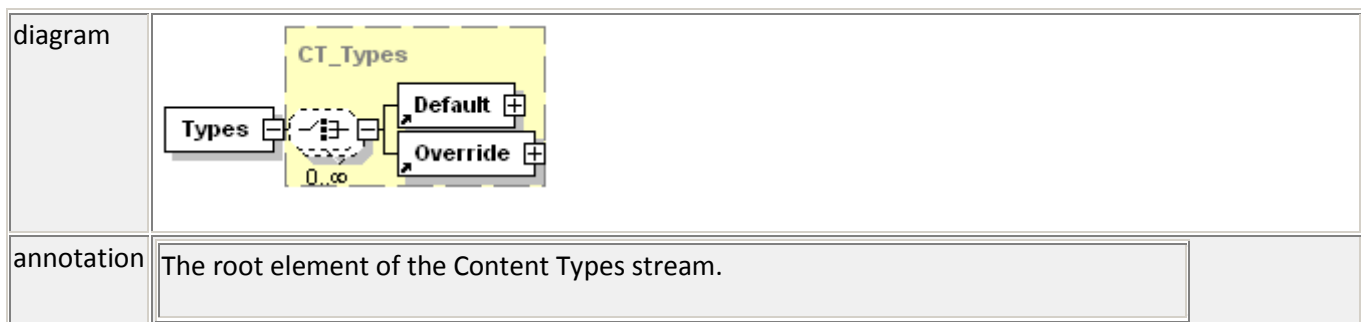 diagram
CT_Types
Default
Types
Override
0..∞
annotation
The root element of the Content Types stream.